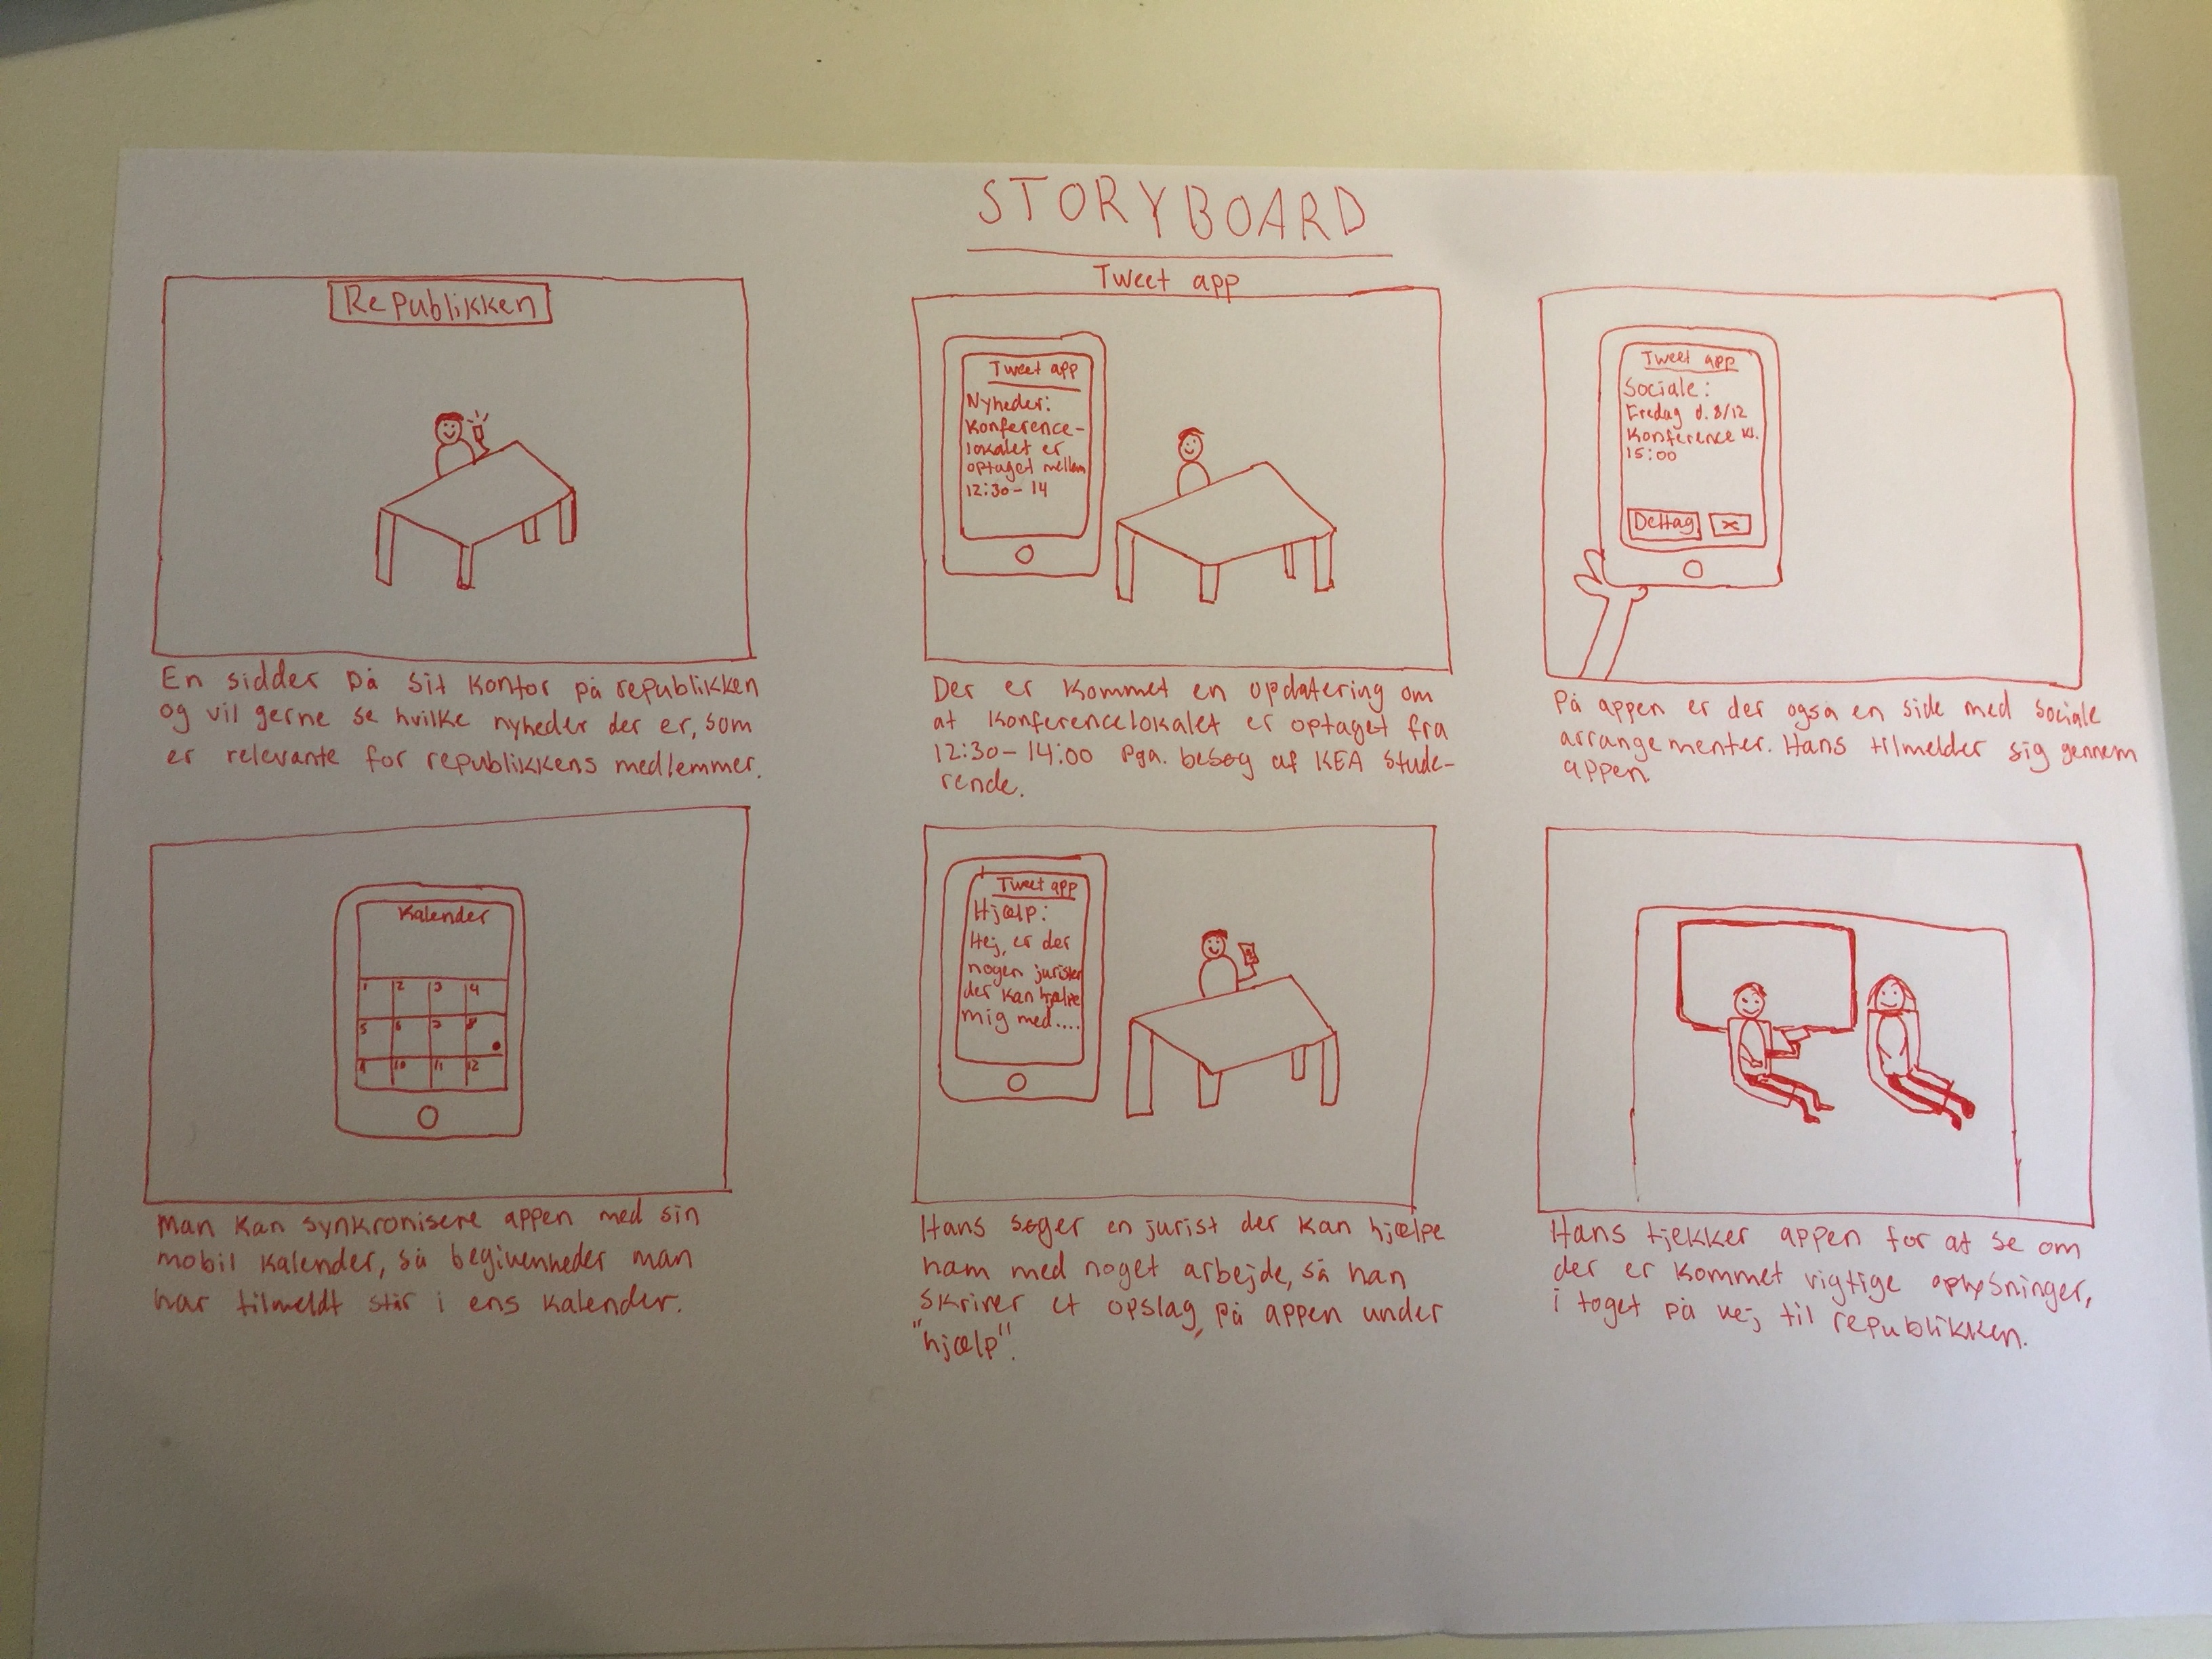 STORYBOARD
Tweet app
Republikken
En sidder på sit kontor på republikken
og vil gerne se hvilke nyheder der er, som
er relevante for republikkens medlemmer.
Tweet app
Nyheder:
Konference-
lokalet er
optaget mellem
12:30-14
Der er kommet en updatering om
at konferencelokalet er optaget fra
12:30-14:00 pga. besøg af KEA stude-
rende.
Tweet app
Sociale:
Fredag d. 8/12
Konference kl.
15:00
Deltag X
På appen er der også en side med sociale
arrangementer. Hans tilmelder sig gennem
appen.
Kalender
1 2 3 4
5 6 7 8
9 10 11 12
Man kan synkronisere appen med sin
mobil kalender, så begivenheder man
har tilmeldt står i ens kalender.
Tweet app
Hjælp:
Hej, er der
nogen jurister
der kan hjælpe
mig med....
Hans søger en jurist der kan hjælpe
ham med noget arbejde, så han
skriver et opslag, på appen under
"hjælp".
Hans tjekker appen for at se om
der er kommet vigtige oplysninger,
i toget på vej til republikken.